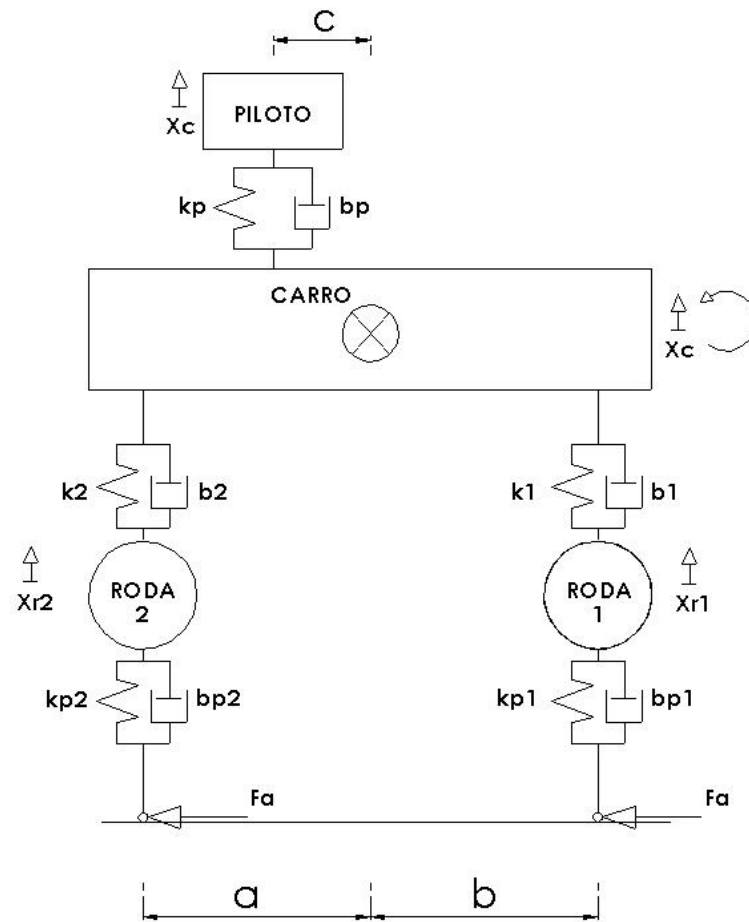 C
Xc
PILOTO
kp
bp
CARRO
Xc
k2
b2
k1
b1
Xr2
RODA
2
RODA
1
Xr1
kp2
bp2
kp1
bp1
Fa
Fa
a
b